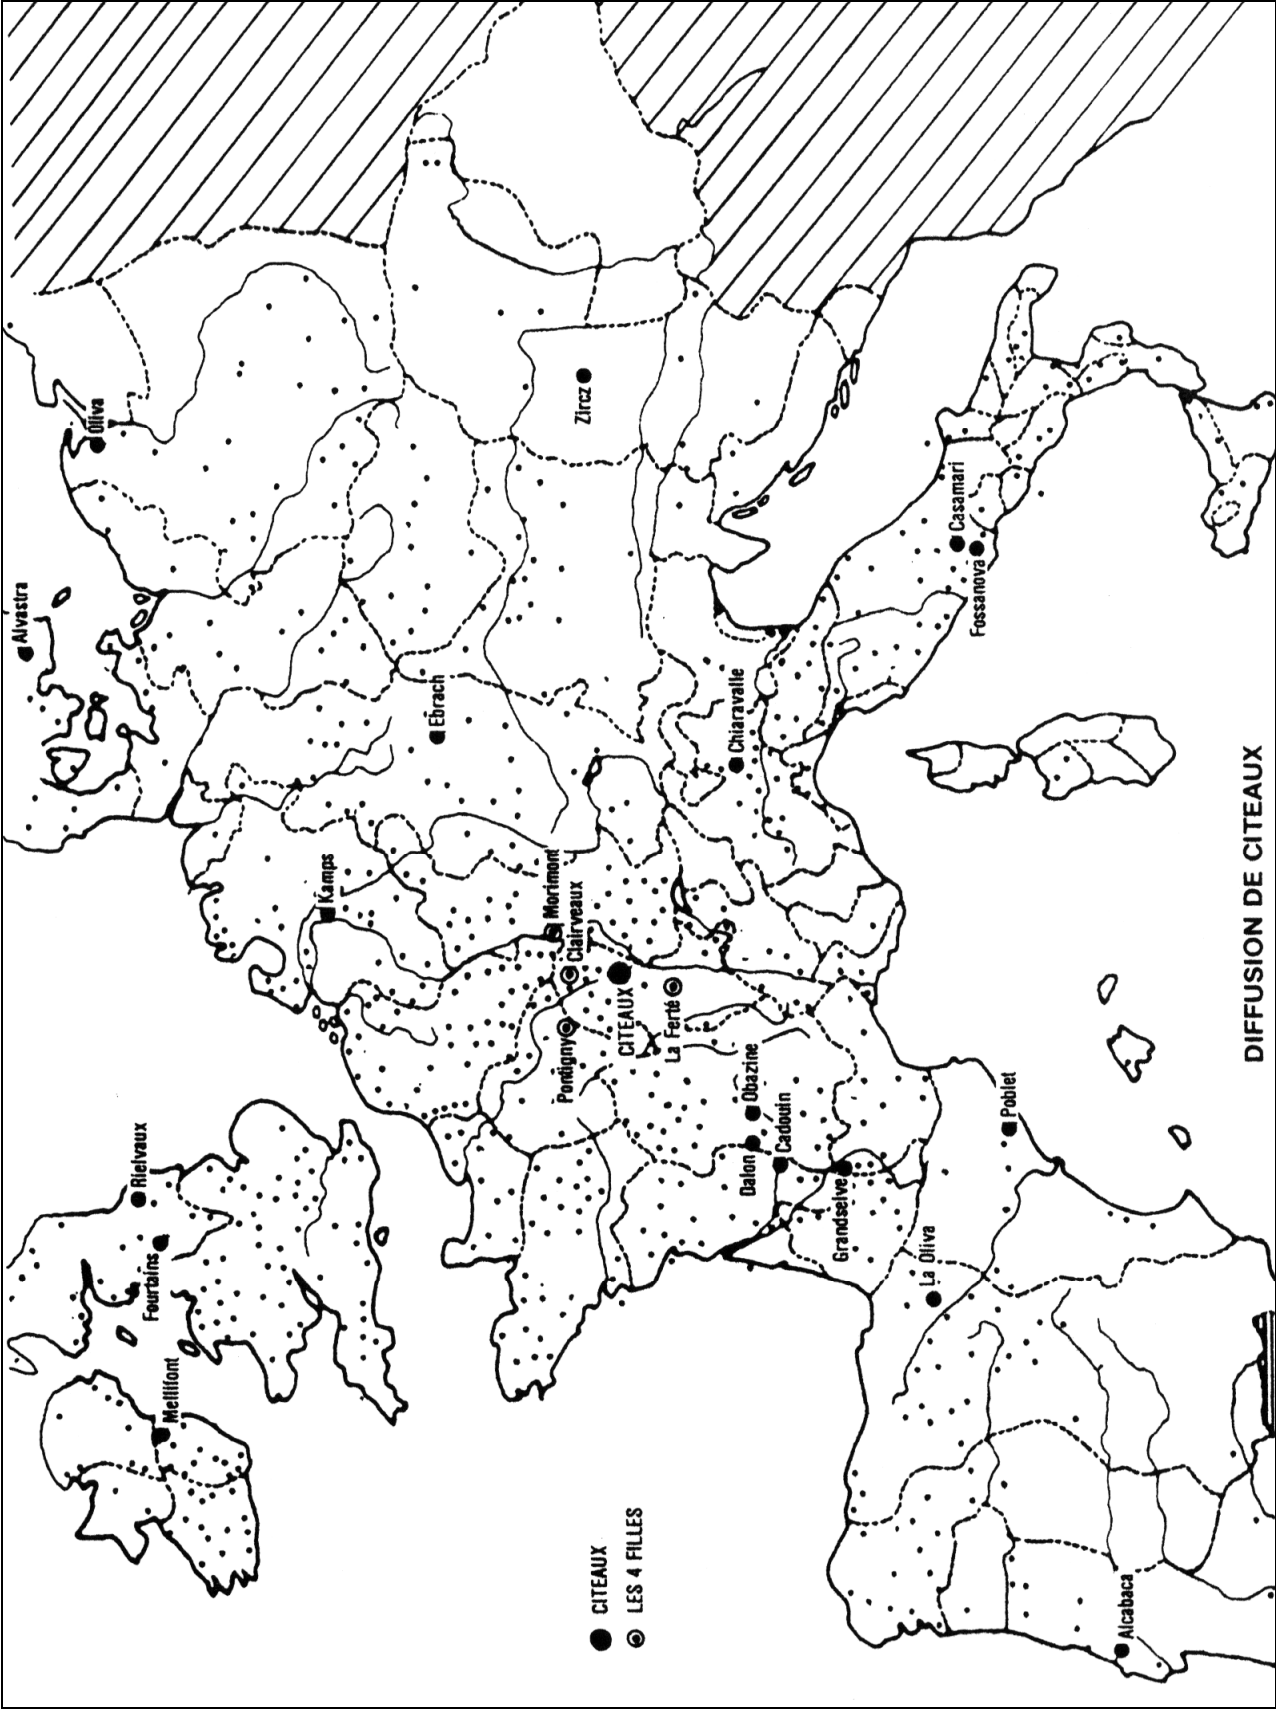 Alvastra
Oliva
Rielvaux
Fourtains
Mellifont
Kamps
Ebrach
Zircz
Morimont
Clairveaux
Pontigny
CITEAUX
La Ferté
Chiaravalle
Obazine
Dalon
Cadouin
Grandselve
La Oliva
Poblet
Alcabaca
Casamari
Fossanova
CITEAUX
LES 4 FILLES
DIFFUSION DE CITEAUX